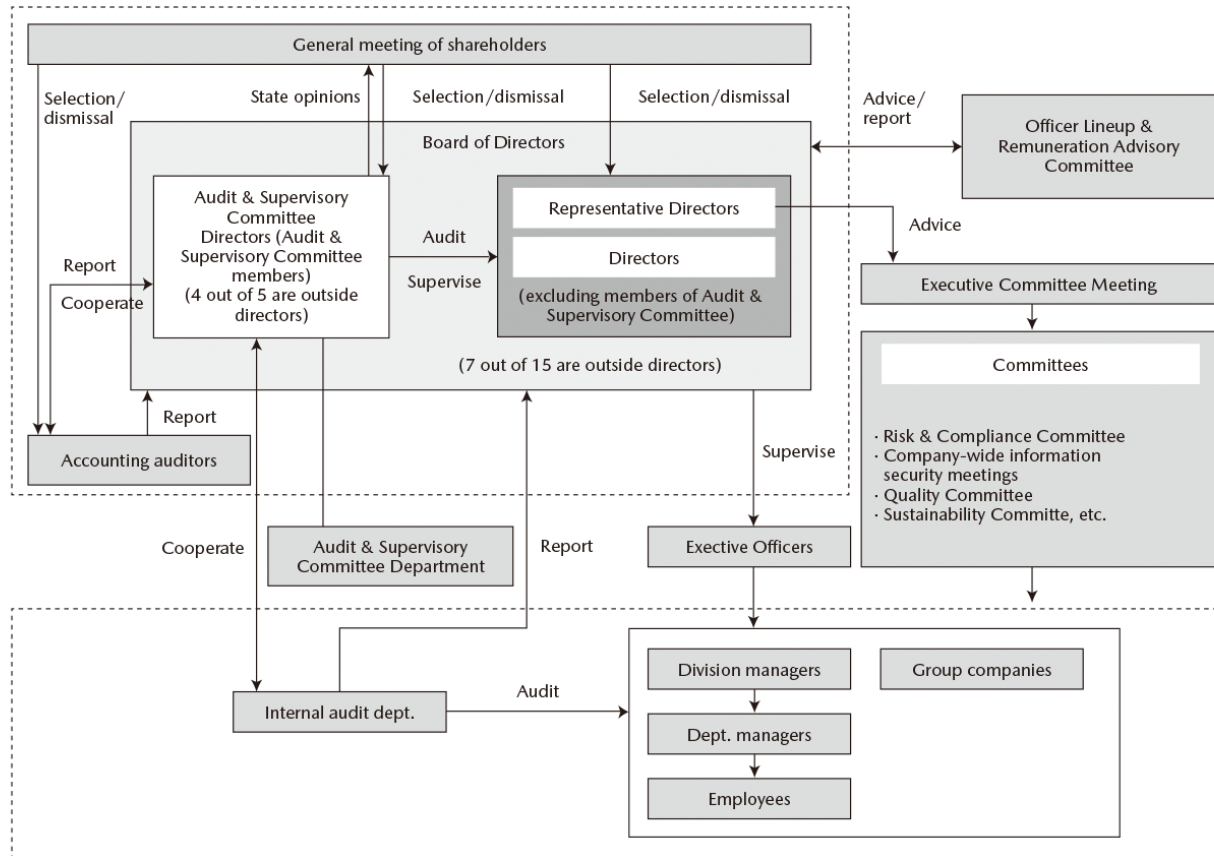 General meeting of shareholders
Selection/
dismissal
State opinions
Selection/dismissal
Selection/dismissal
Advice/
report
Officer Lineup &
Remuneration Advisory
Committee
Board of Directors
Audit & Supervisory
Committee
Directors (Audit &
Supervisory Committee
members)
(4 out of 5 are outside
directors)
Audit
Supervise
Representative Directors
Directors
(excluding members of Audit &
Supervisory Committee)
Advice
Report
Cooperate
Executive Committee Meeting
(7 out of 15 are outside directors)
Committees
· Risk & Compliance Committee
· Company-wide information
security meetings
· Quality Committee
· Sustainability Committe, etc.
Report
Accounting auditors
Supervise
Cooperate
Audit & Supervisory
Committee Department
Report
Exective Officers
Internal audit dept.
Audit
Division managers
Group companies
Dept. managers
Employees